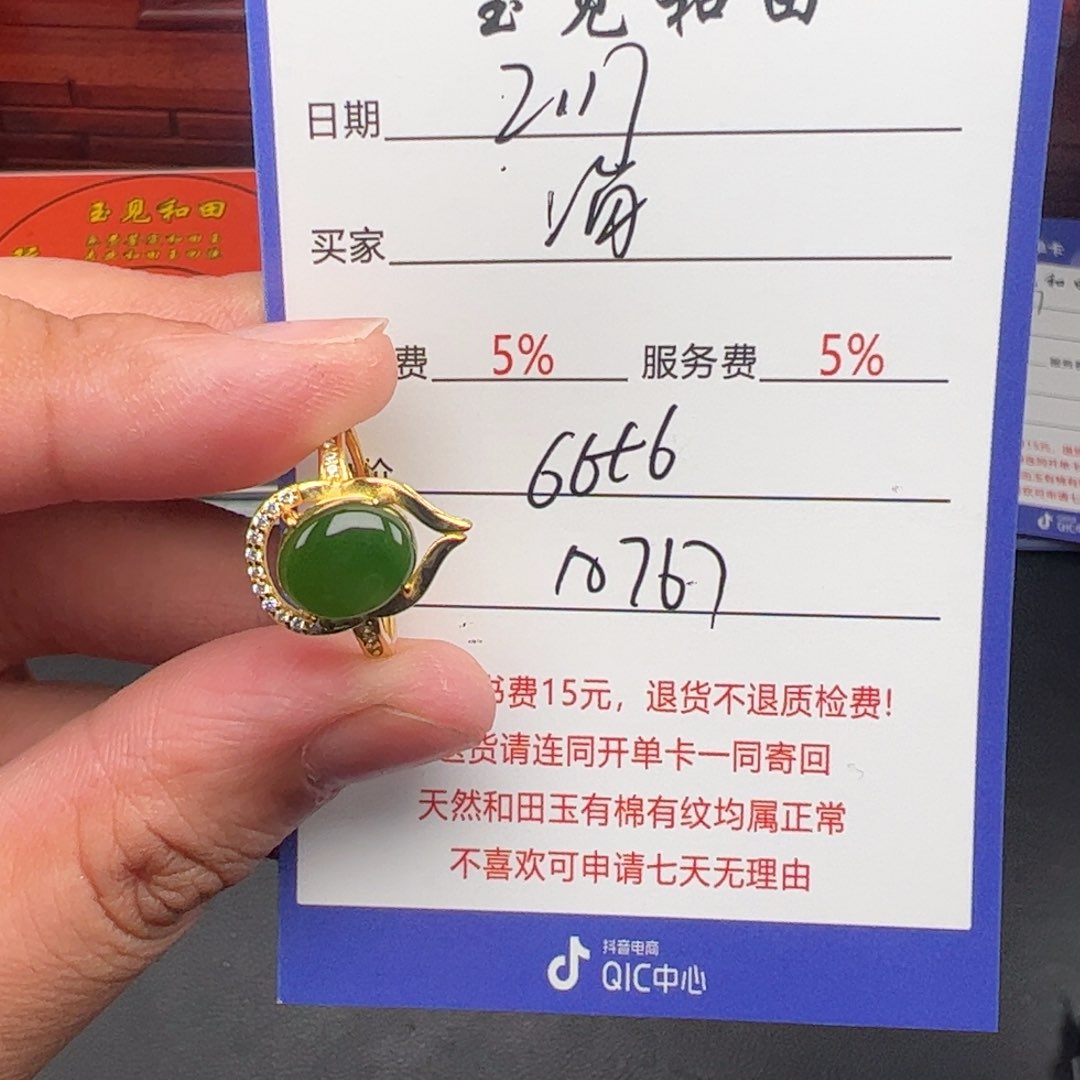 玉见和田
日期 2.17
买家
费 5% 服务费 5%
论
10767
书费15元，退货不退质检费!
退货请连同开单卡一同寄回
天然和田玉有棉有纹均属正常
不喜欢可申请七天无理由
抖音电商
QIC中心
玉见和田